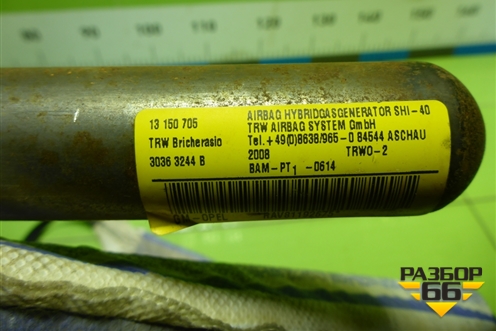 13 150 705
TRW Bricherasio
3036 3244 B
AIRBAG HYBRIDGASGENERATOR SHI-40
TRW AIRBAG SYSTEM GmbH
Tel.+49(0)8638/965-0 84544 ASCHAU
2008 TRWO-2
BAM-PT1 -0614
РАЗБОР
66